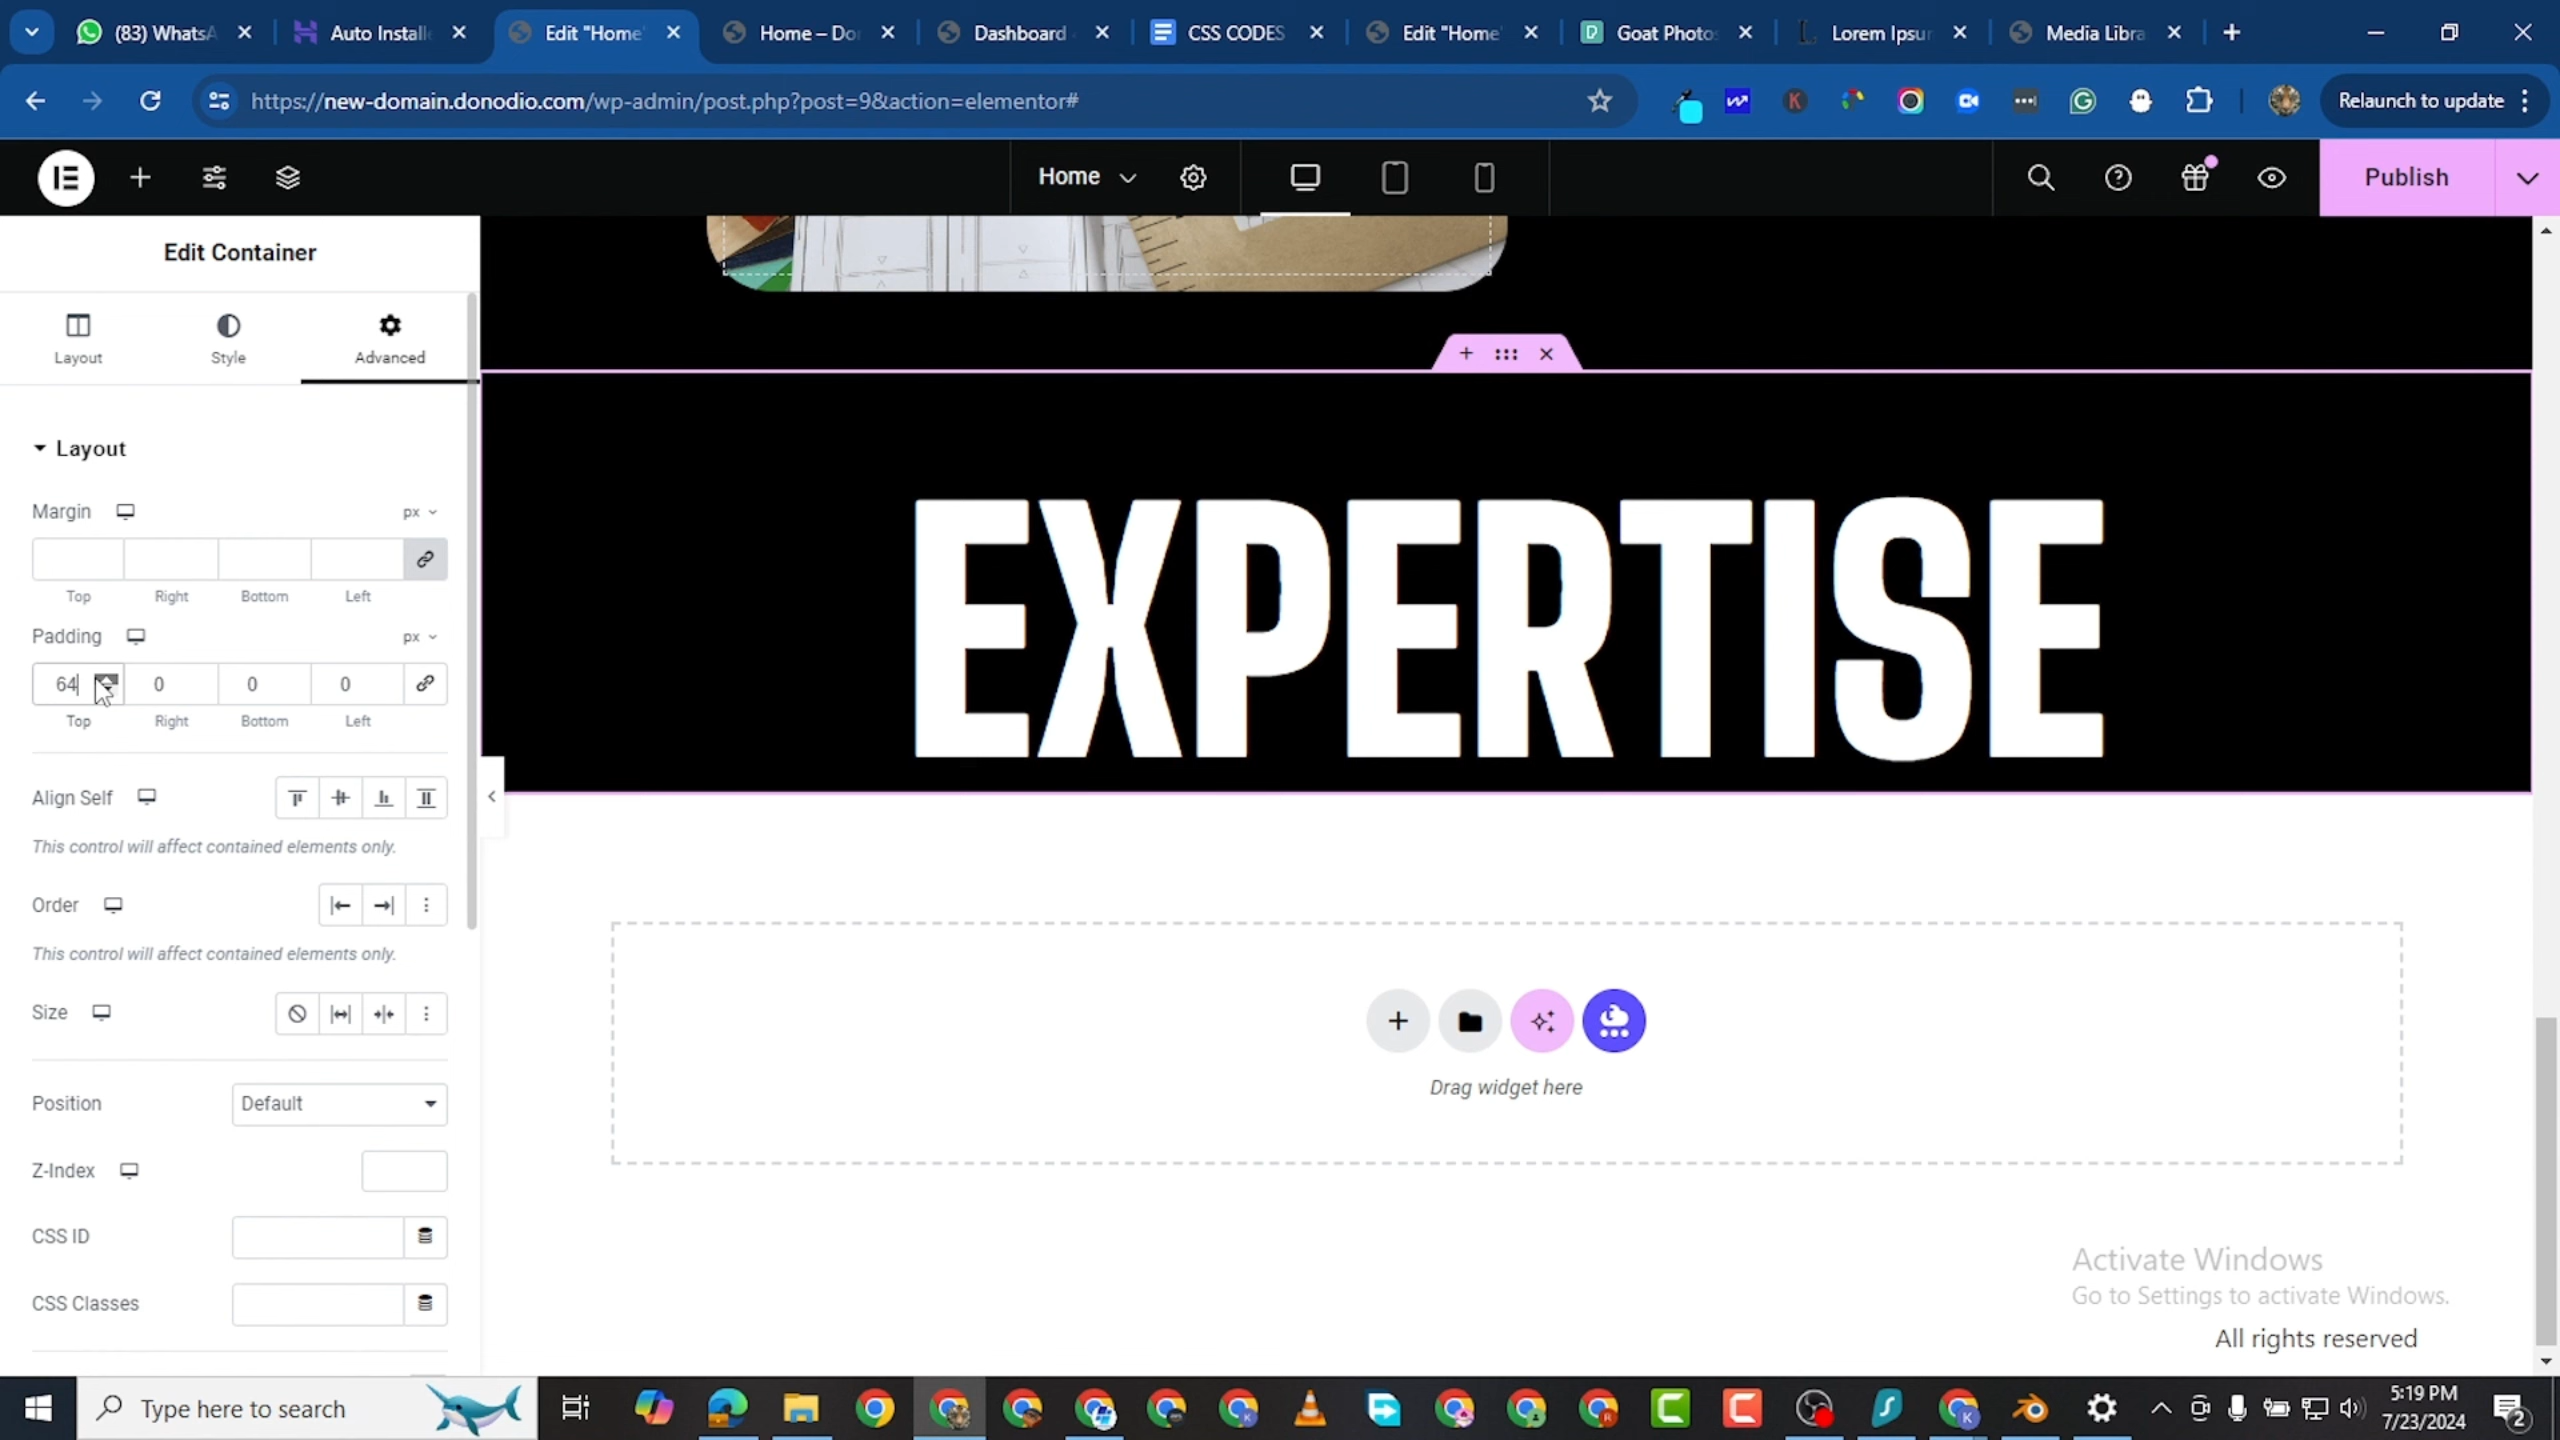 (83) WhatsA
Auto Installe
Edit "Home"
Home – Do
Dashboard
CSS CODES
Edit "Home"
Goat Photo
Lorem Ipsu
Media Libra
https://new-domain.donodio.com/wp-admin/post.php?post=9&action=elementor#
Relaunch to update
Home
Publish
Edit Container
Layout
Style
Advanced
Layout
Margin
px
Top
Right
Bottom
Left
Padding
px
64
0
0
0
Top
Right
Bottom
Left
Align Self
This control will affect contained elements only.
Order
This control will affect contained elements only.
Size
Position
Default
Z-Index
CSS ID
CSS Classes
EXPERTISE
Drag widget here
Activate Windows
Go to Settings to activate Windows.
All rights reserved
Type here to search
5:19 PM
7/23/2024
2